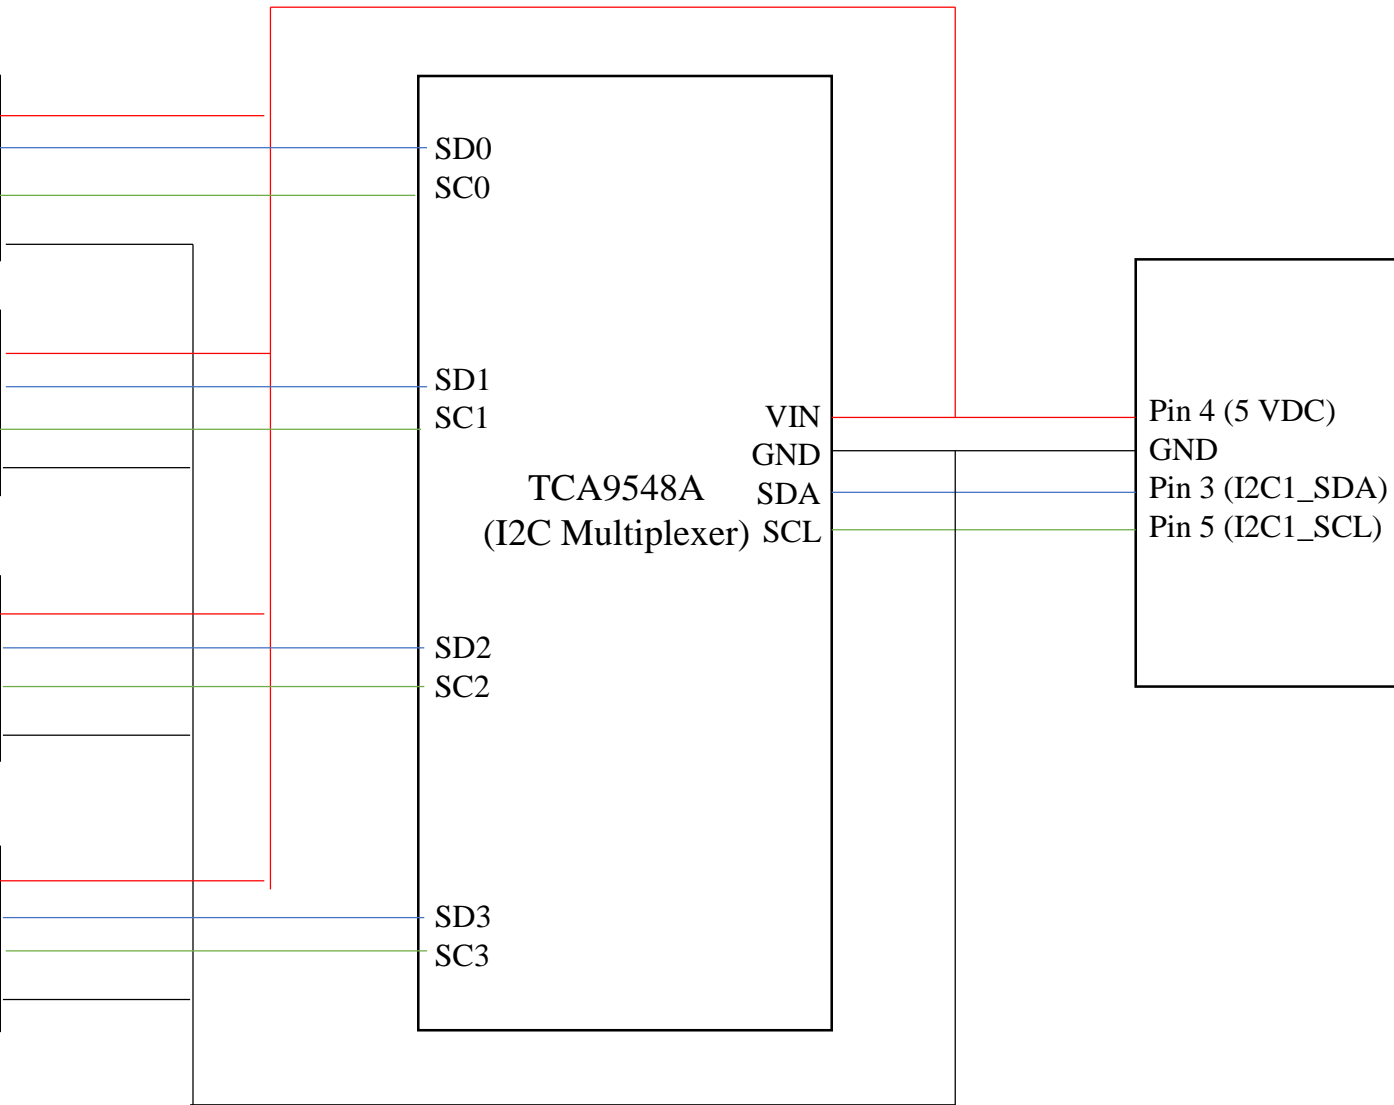 SD0
SC0
SD1
SC1
VIN
GND
SDA
SCL
TCA9548A
(I2C Multiplexer)
SD2
SC2
SD3
SC3
Pin 4 (5 VDC)
GND
Pin 3 (I2C1_SDA)
Pin 5 (I2C1_SCL)